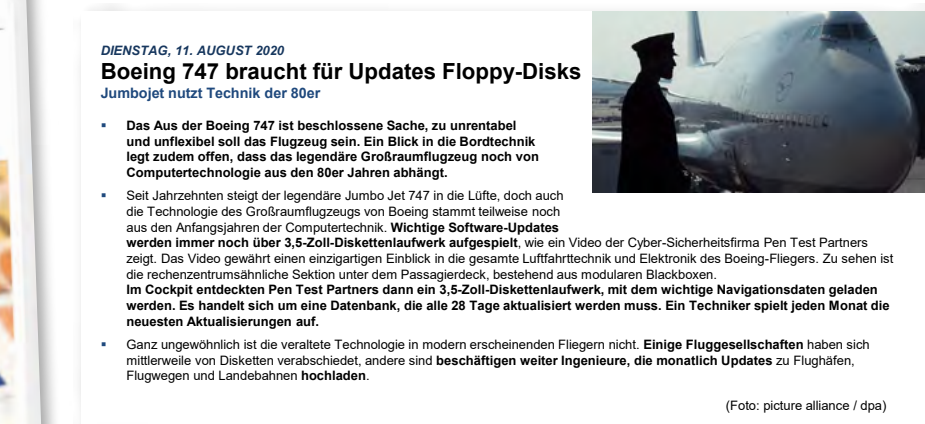 DIENSTAG, 11. AUGUST 2020
Boeing 747 braucht für Updates Floppy-Disks
Jumbojet nutzt Technik der 80er
▪ Das Aus der Boeing 747 ist beschlossene Sache, zu unrentabel
und unflexibel soll das Flugzeug sein. Ein Blick in die Bordtechnik
legt zudem offen, dass das legendäre Großraumflugzeug noch von
Computertechnologie aus den 80er Jahren abhängt.
▪ Seit Jahrzehnten steigt der legendäre Jumbo Jet 747 in die Lüfte, doch auch
die Technologie des Großraumflugzeugs von Boeing stammt teilweise noch
aus den Anfangsjahren der Computertechnik. Wichtige Software-Updates
werden immer noch über 3,5-Zoll-Diskettenlaufwerk aufgespielt, wie ein Video der Cyber-Sicherheitsfirma Pen Test Partners
zeigt. Das Video gewährt einen einzigartigen Einblick in die gesamte Luftfahrttechnik und Elektronik des Boeing-Fliegers. Zu sehen ist
die rechenzentrumsähnliche Sektion unter dem Passagierdeck, bestehend aus modularen Blackboxen.
Im Cockpit entdeckten Pen Test Partners dann ein 3,5-Zoll-Diskettenlaufwerk, mit dem wichtige Navigationsdaten geladen
werden. Es handelt sich um eine Datenbank, die alle 28 Tage aktualisiert werden muss. Ein Techniker spielt jeden Monat die
neuesten Aktualisierungen auf.
▪ Ganz ungewöhnlich ist die veraltete Technologie in modern erscheinenden Fliegern nicht. Einige Fluggesellschaften haben sich
mittlerweile von Disketten verabschiedet, andere sind beschäftigen weiter Ingenieure, die monatlich Updates zu Flughäfen,
Flugwegen und Landebahnen hochladen.
(Foto: picture alliance / dpa)